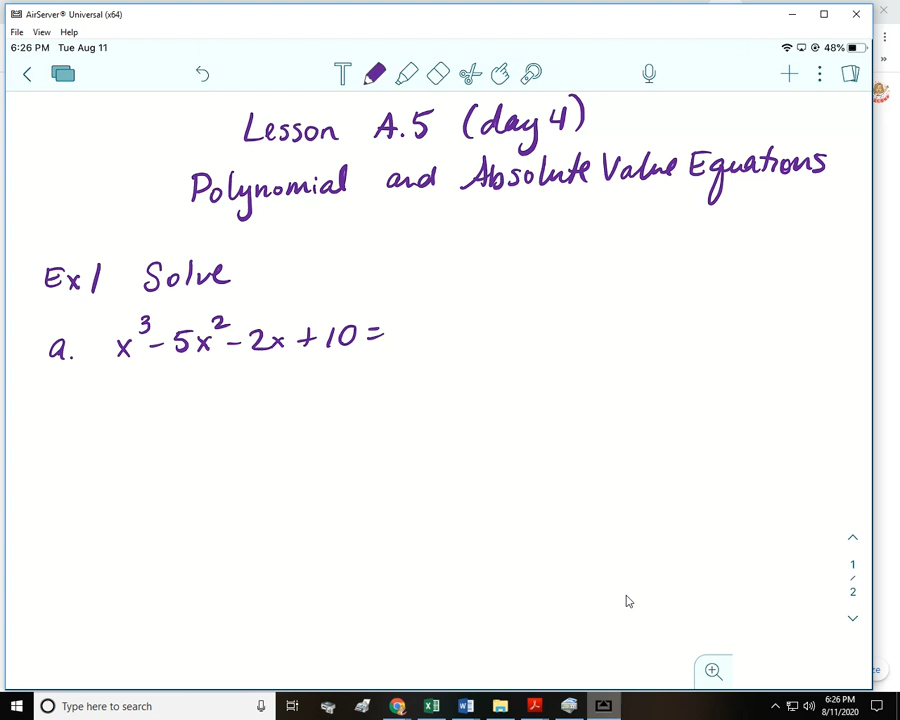 AirServer® Universal (x64)
File View Help
6:26 PM Tue Aug 11
48%
T
Lesson A.5 (day 4)
Polynomial and Absolute Value Equations
Ex 1 Solve
a. x³ - 5x² - 2x + 10 =
1
/
2
Type here to search
6:26 PM
8/11/2020